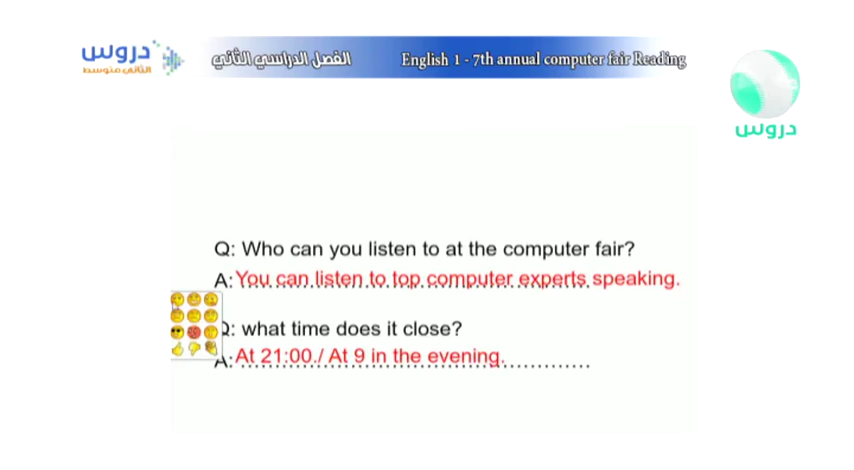 دروس
الثاني متوسط
الفصل الدراسي الثاني
English 1 - 7th annual computer fair Reading
دروس
Q: Who can you listen to at the computer fair?
A: You can listen to top computer experts speaking.
Q: what time does it close?
A: At 21:00./ At 9 in the evening.